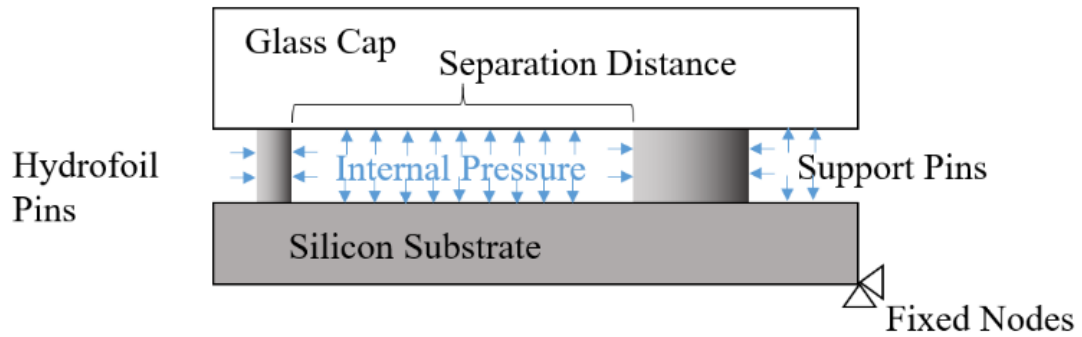 Glass Cap
Separation Distance
Hydrofoil
Pins
Internal Pressure
Support Pins
Silicon Substrate
Fixed Nodes